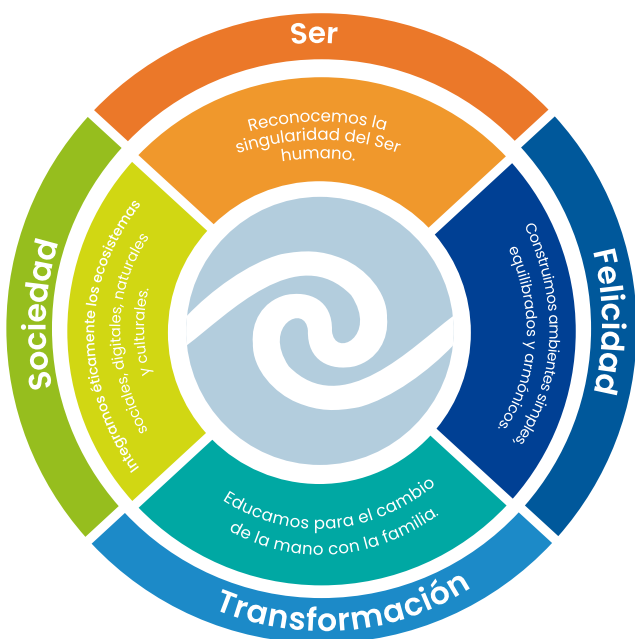 Ser
Reconocemos la
singularidad del Ser
humano.
Felicidad
Construimos ambientes simples,
equilibrados y armónicos.
Transformación
Educamos para el cambio
de la mano con la familia.
Sociedad
Integramos éticamente los ecosistemas
sociales, digitales, naturales
y culturales.